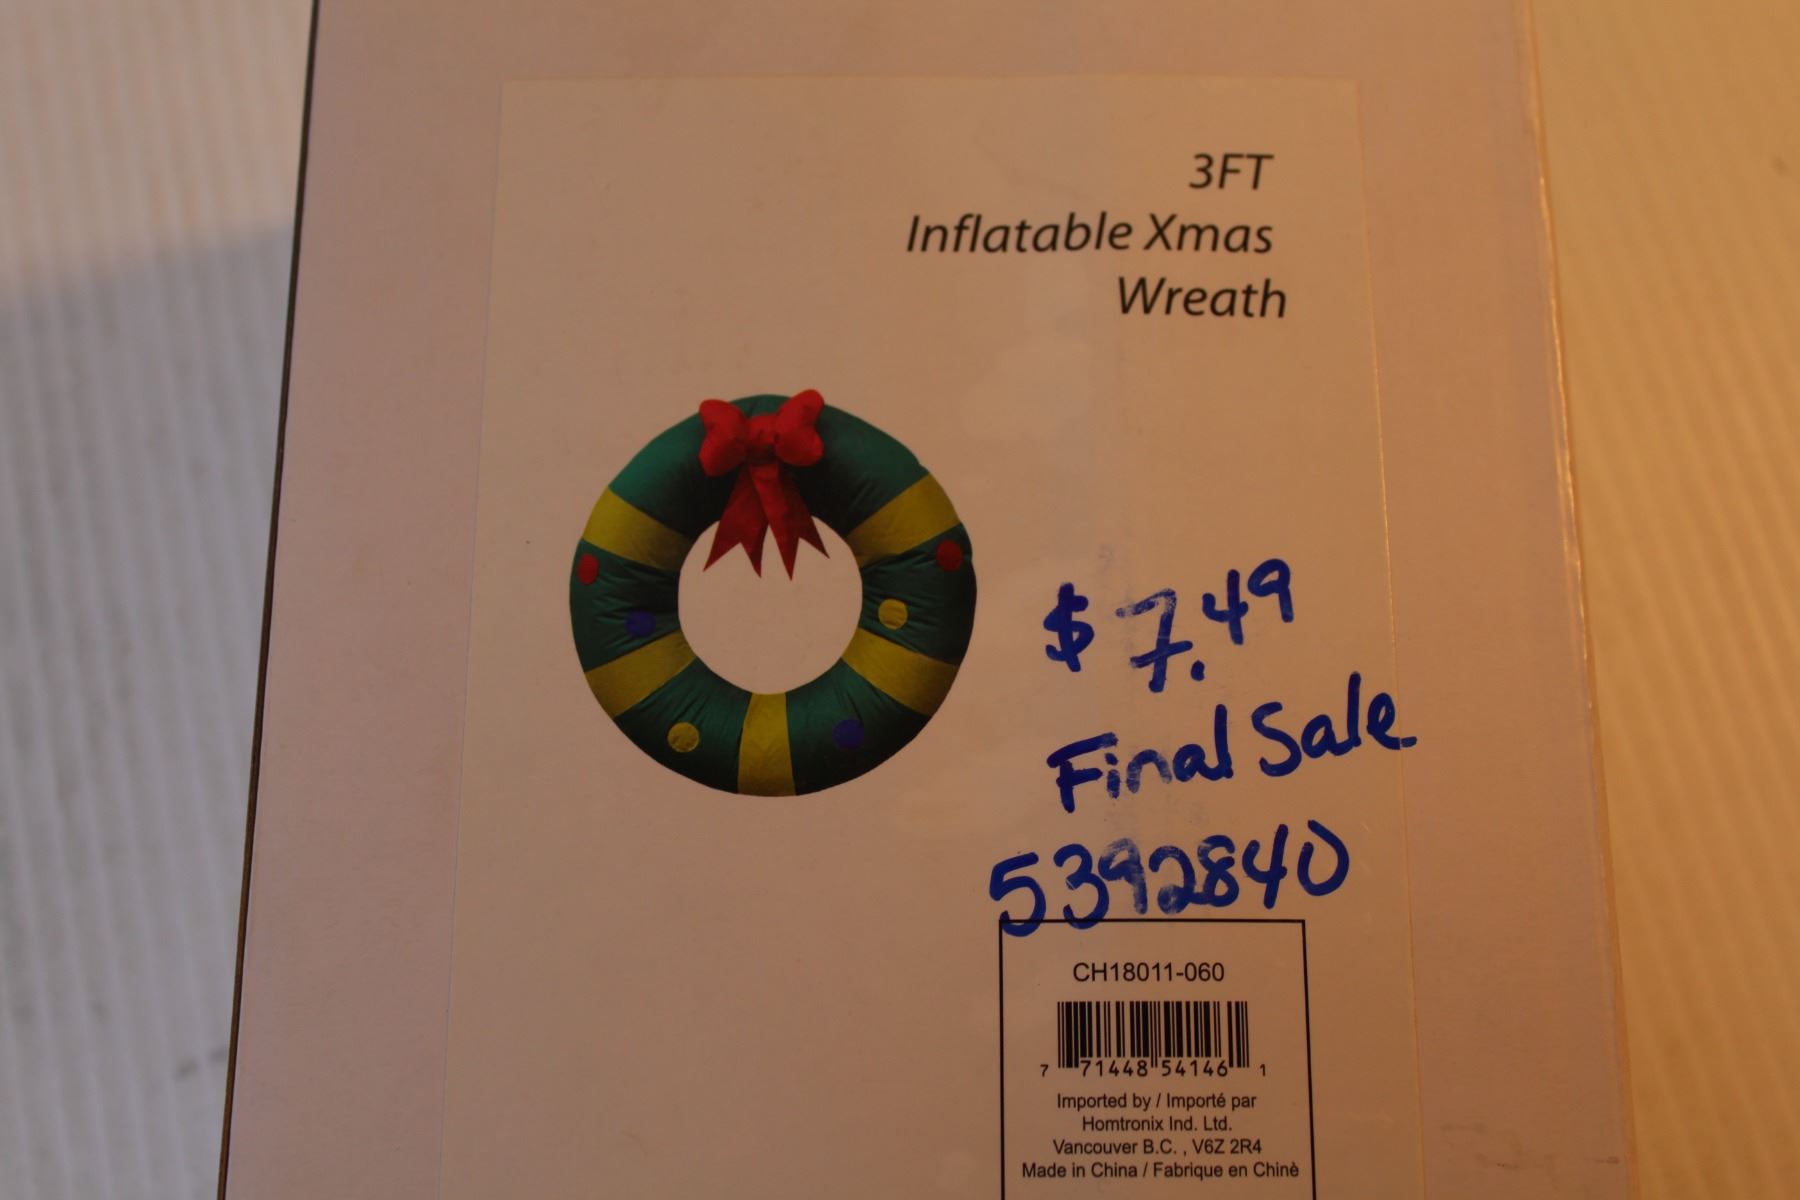 3FT
Inflatable Xmas
Wreath
$7.49
Final Sale
5392840
CH18011-060
7 71448 54146 1
Imported by / Importé par
Homtronix Ind. Ltd.
Vancouver B.C. , V6Z 2R4
Made in China / Fabrique en Chinè